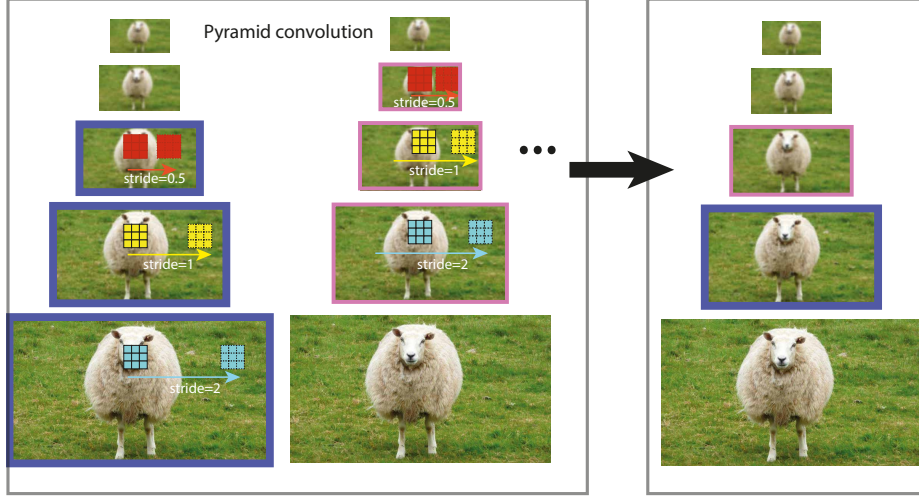 Pyramid convolution
stride=0.5
stride=1
stride=2
stride=0.5
stride=1
stride=2